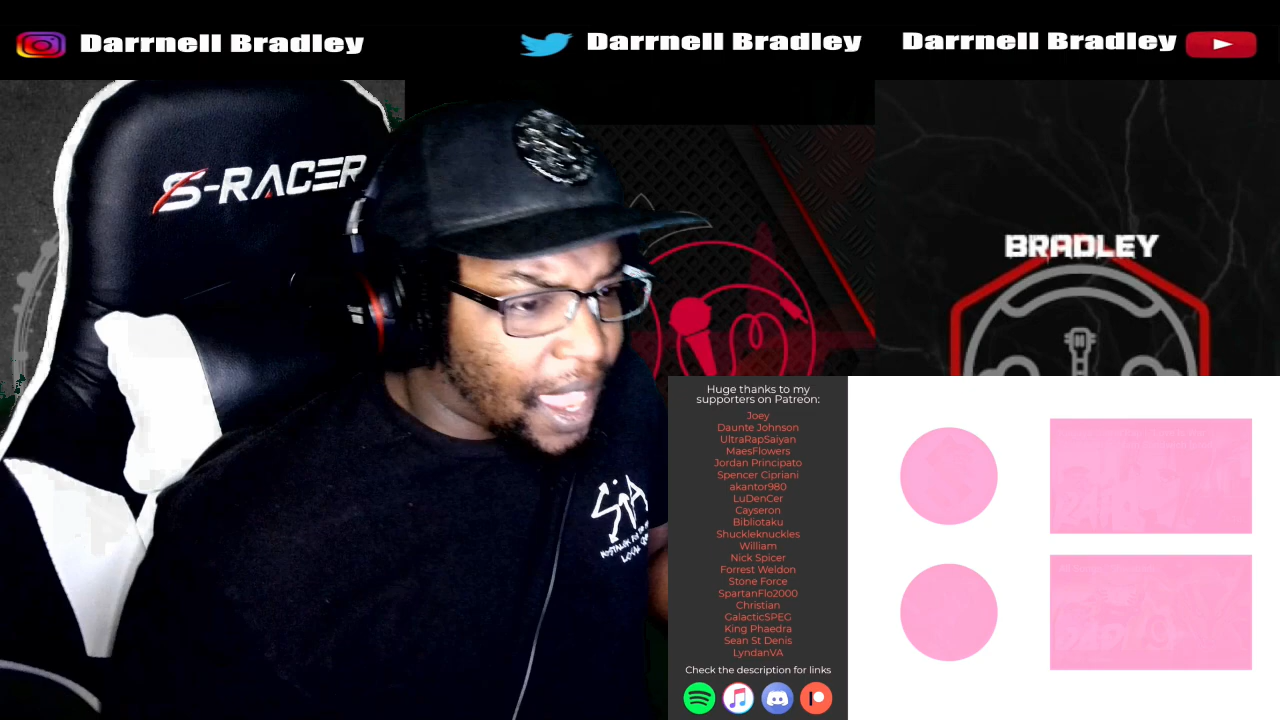 Darrnell Bradley
Darrnell Bradley
Darrnell Bradley
S-RACER
BRADLEY
SiA
Huge thanks to my
supporters on Patreon:
Joey
Daunte Johnson
UltraRapSaiyan
MaesFlowers
Jordan Principato
Spencer Cipriani
akantor980
LuDenCer
Cayseron
Bibliotaku
Shuckleknuckles
William
Nick Spicer
Forrest Weldon
Stone Force
SpartanFlo2000
Christian
GalacticSPEG
King Phaedra
Sean St Denis
LyndanVA
Check the description for links